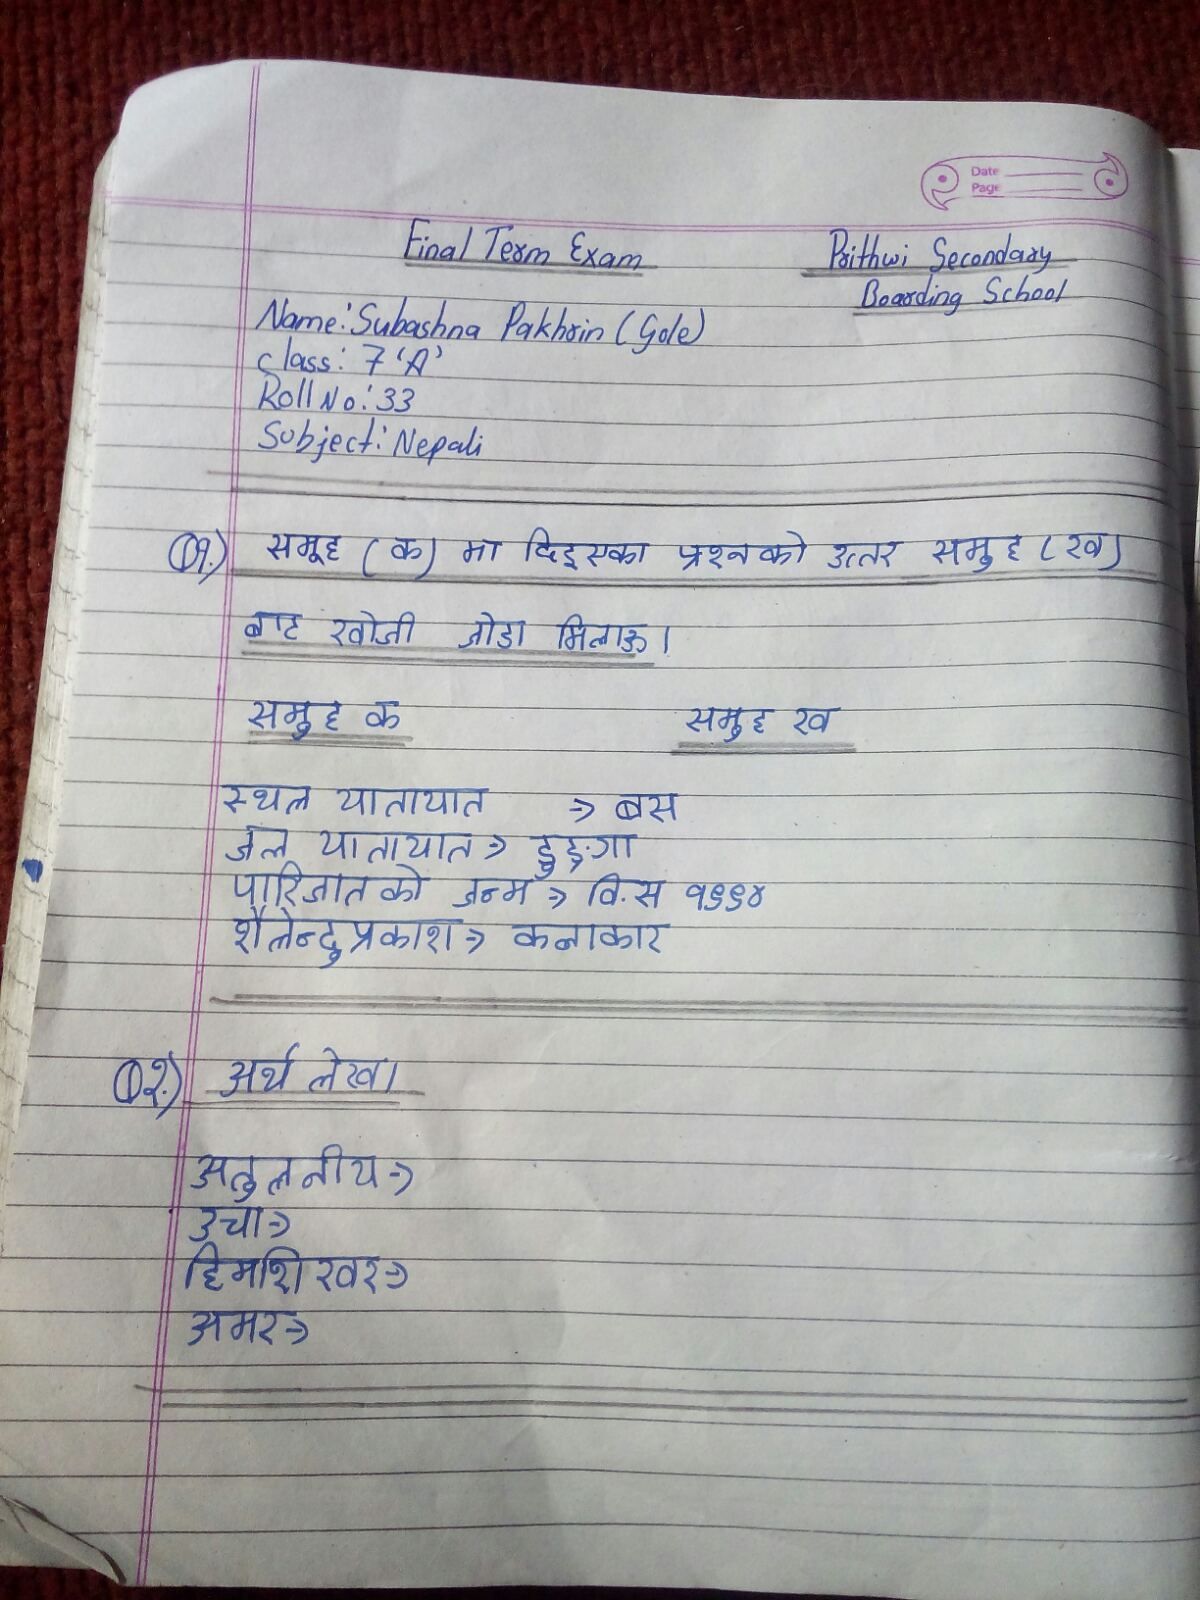 Date
Page
Final Term Exam
Prithwi Secondary
Boarding School
Name: Subashna Pakhrin (Gole)
class: 7 'A'
Roll No: 33
Subject: Nepali
Q१.) समूह (क) मा दिइएका प्रश्नको उत्तर समुह (ख)
बाट खोजी जोडा मिलाऊ।
समुह क समुह ख
स्थल यातायात → बस
जल यातायात → डुङ्गा
पारिजातको जन्म → वि.स १९९४
शैलेन्दुप्रकाश → कलाकार
Q२.) अर्थ लेख।
अतुलनीय →
उचा →
हिमशिखर →
अमर →